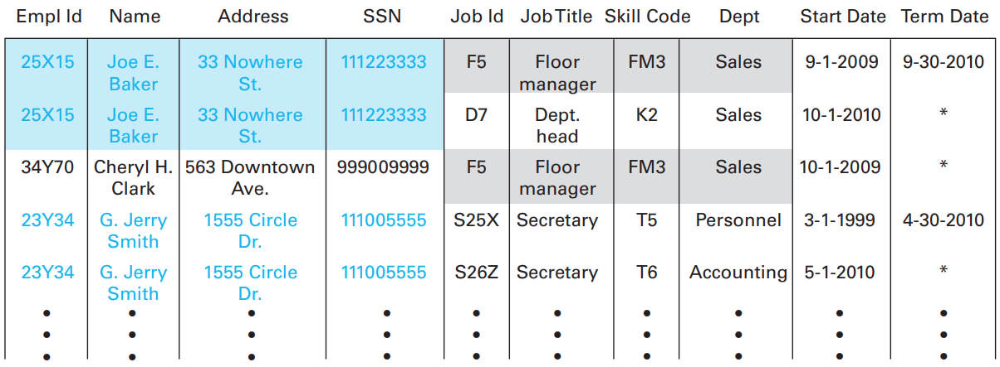 Empl Id Name Address SSN Job Id Job Title Skill Code Dept Start Date Term Date
25X15 Joe E. 33 Nowhere 111223333 F5 Floor FM3 Sales 9-1-2009 9-30-2010
Baker St. manager
25X15 Joe E. 33 Nowhere 111223333 D7 Dept. K2 Sales 10-1-2010 *
Baker St. head
34Y70 Cheryl H. 563 Downtown 999009999 F5 Floor FM3 Sales 10-1-2009 *
Clark Ave. manager
23Y34 G. Jerry 1555 Circle 111005555 S25X Secretary T5 Personnel 3-1-1999 4-30-2010
Smith Dr.
23Y34 G. Jerry 1555 Circle 111005555 S26Z Secretary T6 Accounting 5-1-2010 *
Smith Dr.